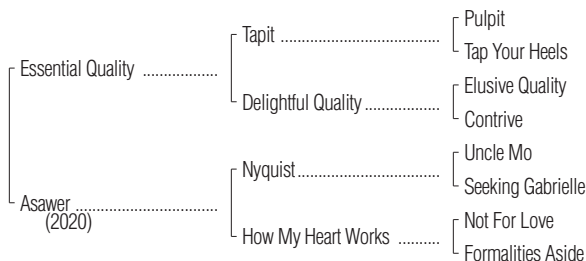 Pulpit
Tapit ........................................
Tap Your Heels
Essential Quality ...................
Elusive Quality
Delightful Quality ...................
Contrive
Uncle Mo
Nyquist ...................................
Seeking Gabrielle
Asawer ....................................
(2020)
Not For Love
How My Heart Works ..........
Formalities Aside